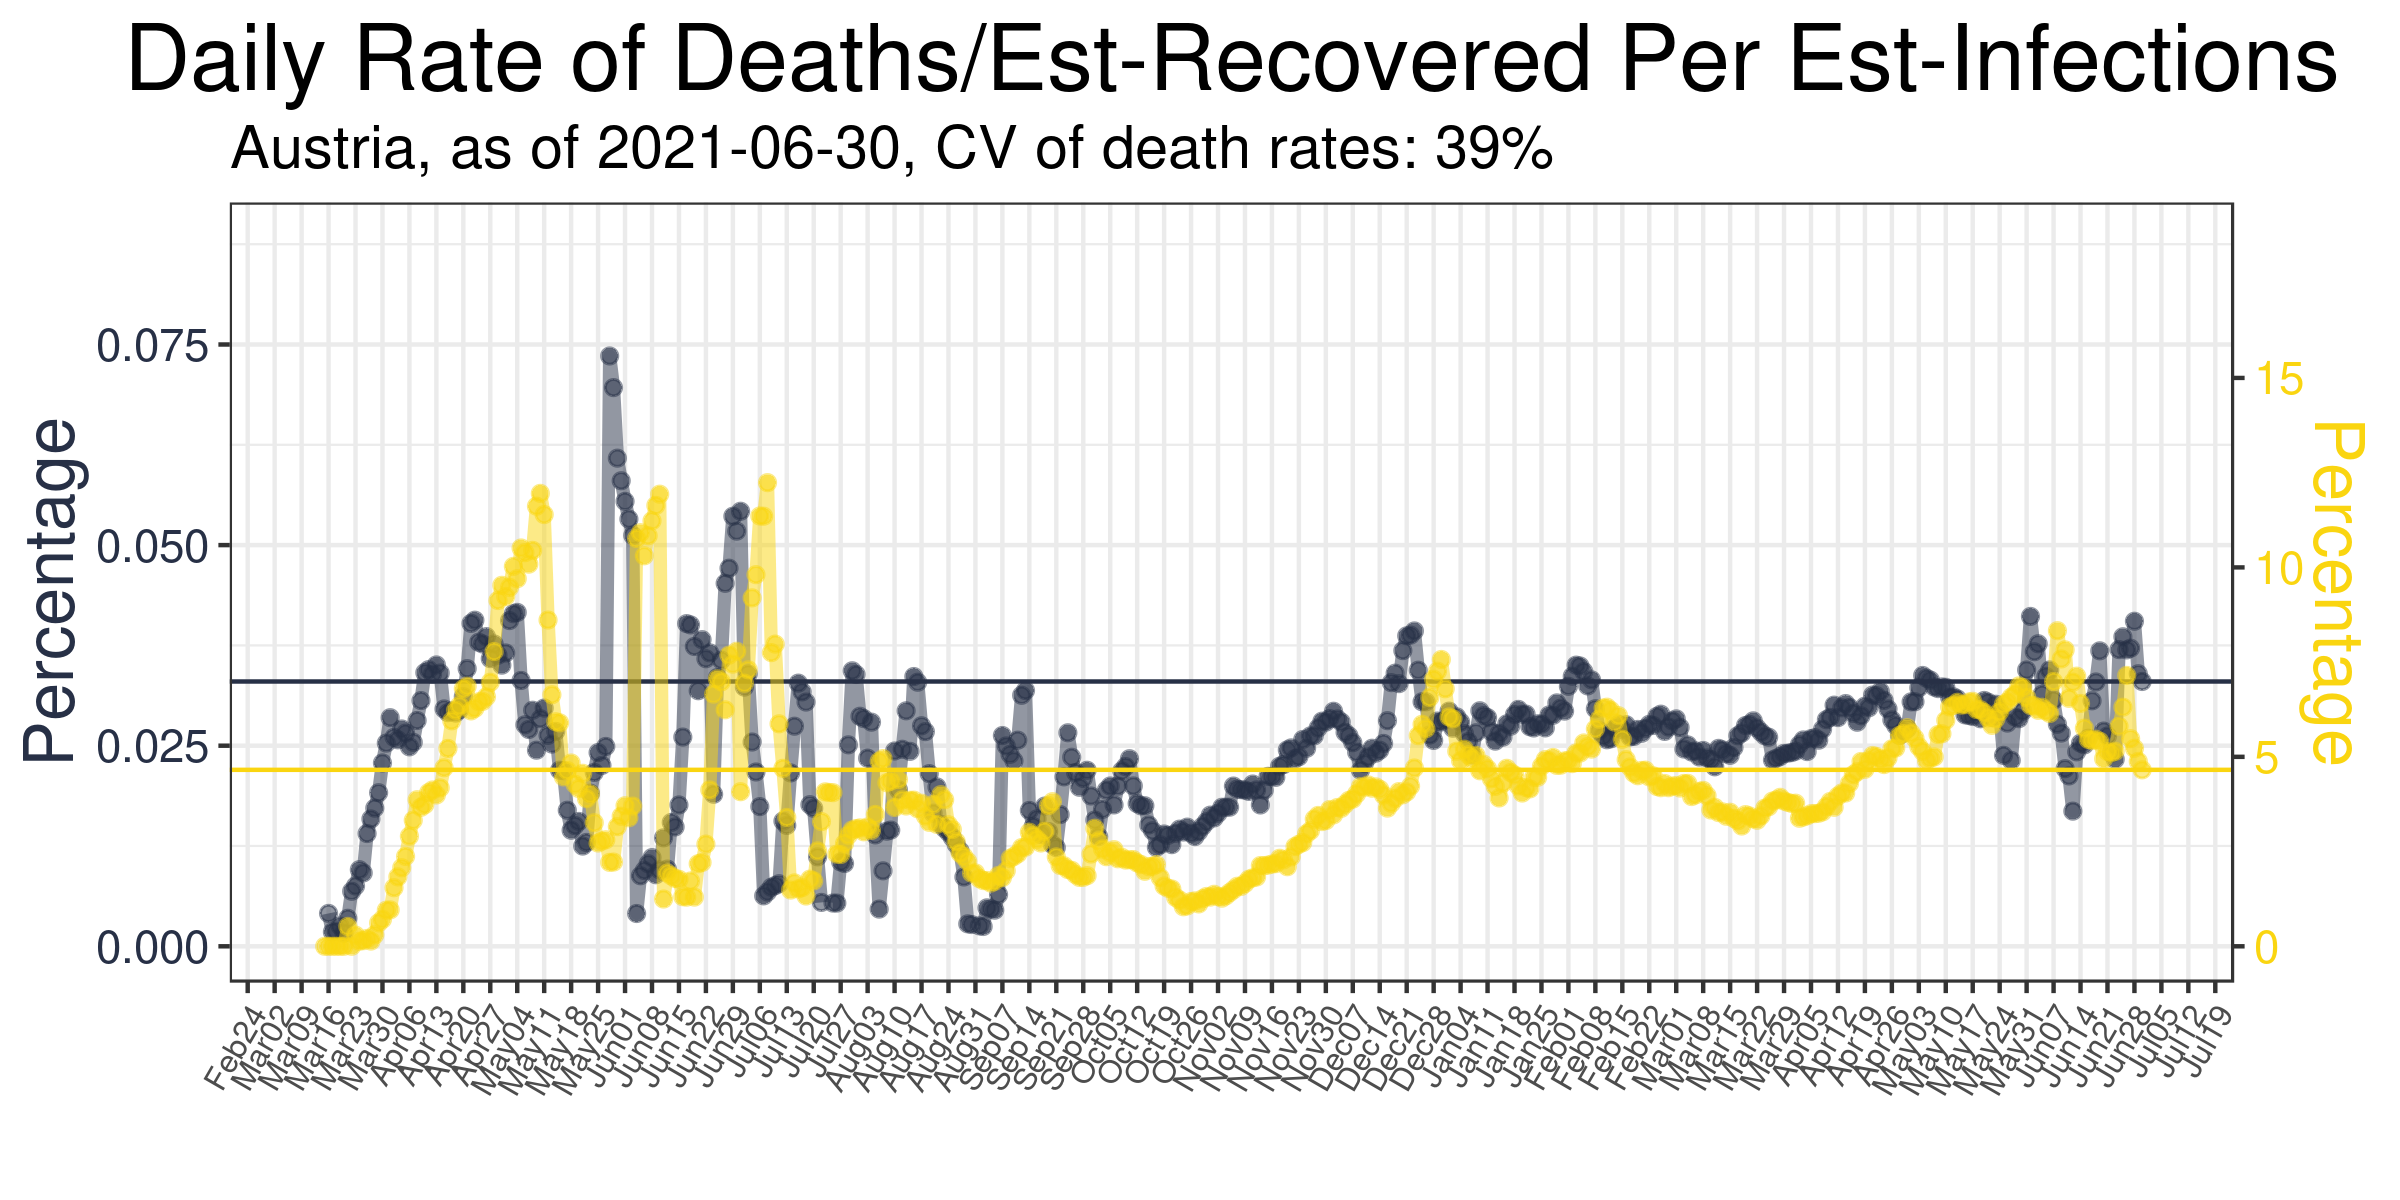 Daily Rate of Deaths/Est-Recovered Per Est-Infections
Austria, as of 2021-06-30, CV of death rates: 39%
Percentage
0.075
0.050
0.025
0.000
15
10
5
0
Percentage
Feb24
Mar02
Mar09
Mar16
Mar23
Mar30
Apr06
Apr13
Apr20
Apr27
May04
May11
May18
May25
Jun01
Jun08
Jun15
Jun22
Jun29
Jul06
Jul13
Jul20
Jul27
Aug03
Aug10
Aug17
Aug24
Aug31
Sep07
Sep14
Sep21
Sep28
Oct05
Oct12
Oct19
Oct26
Nov02
Nov09
Nov16
Nov23
Nov30
Dec07
Dec14
Dec21
Dec28
Jan04
Jan11
Jan18
Jan25
Feb01
Feb08
Feb15
Feb22
Mar01
Mar08
Mar15
Mar22
Mar29
Apr05
Apr12
Apr19
Apr26
May03
May10
May17
May24
May31
Jun07
Jun14
Jun21
Jun28
Jul05
Jul12
Jul19